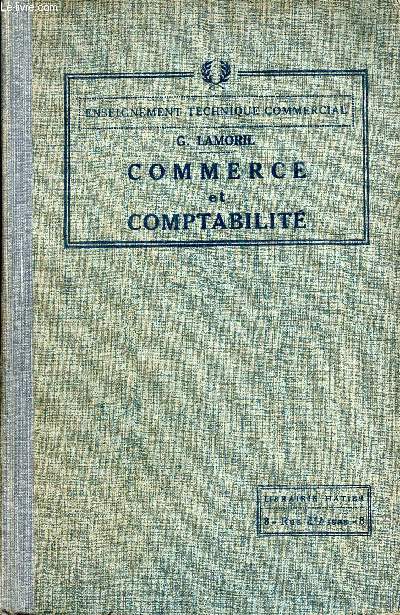 Le-livre.com
ENSEIGNEMENT TECHNIQUE COMMERCIAL
G. LAMORIL
COMMERCE
et
COMPTABILITÉ
LIBRAIRIE HATIER
8 - Rue d'Assas - 8